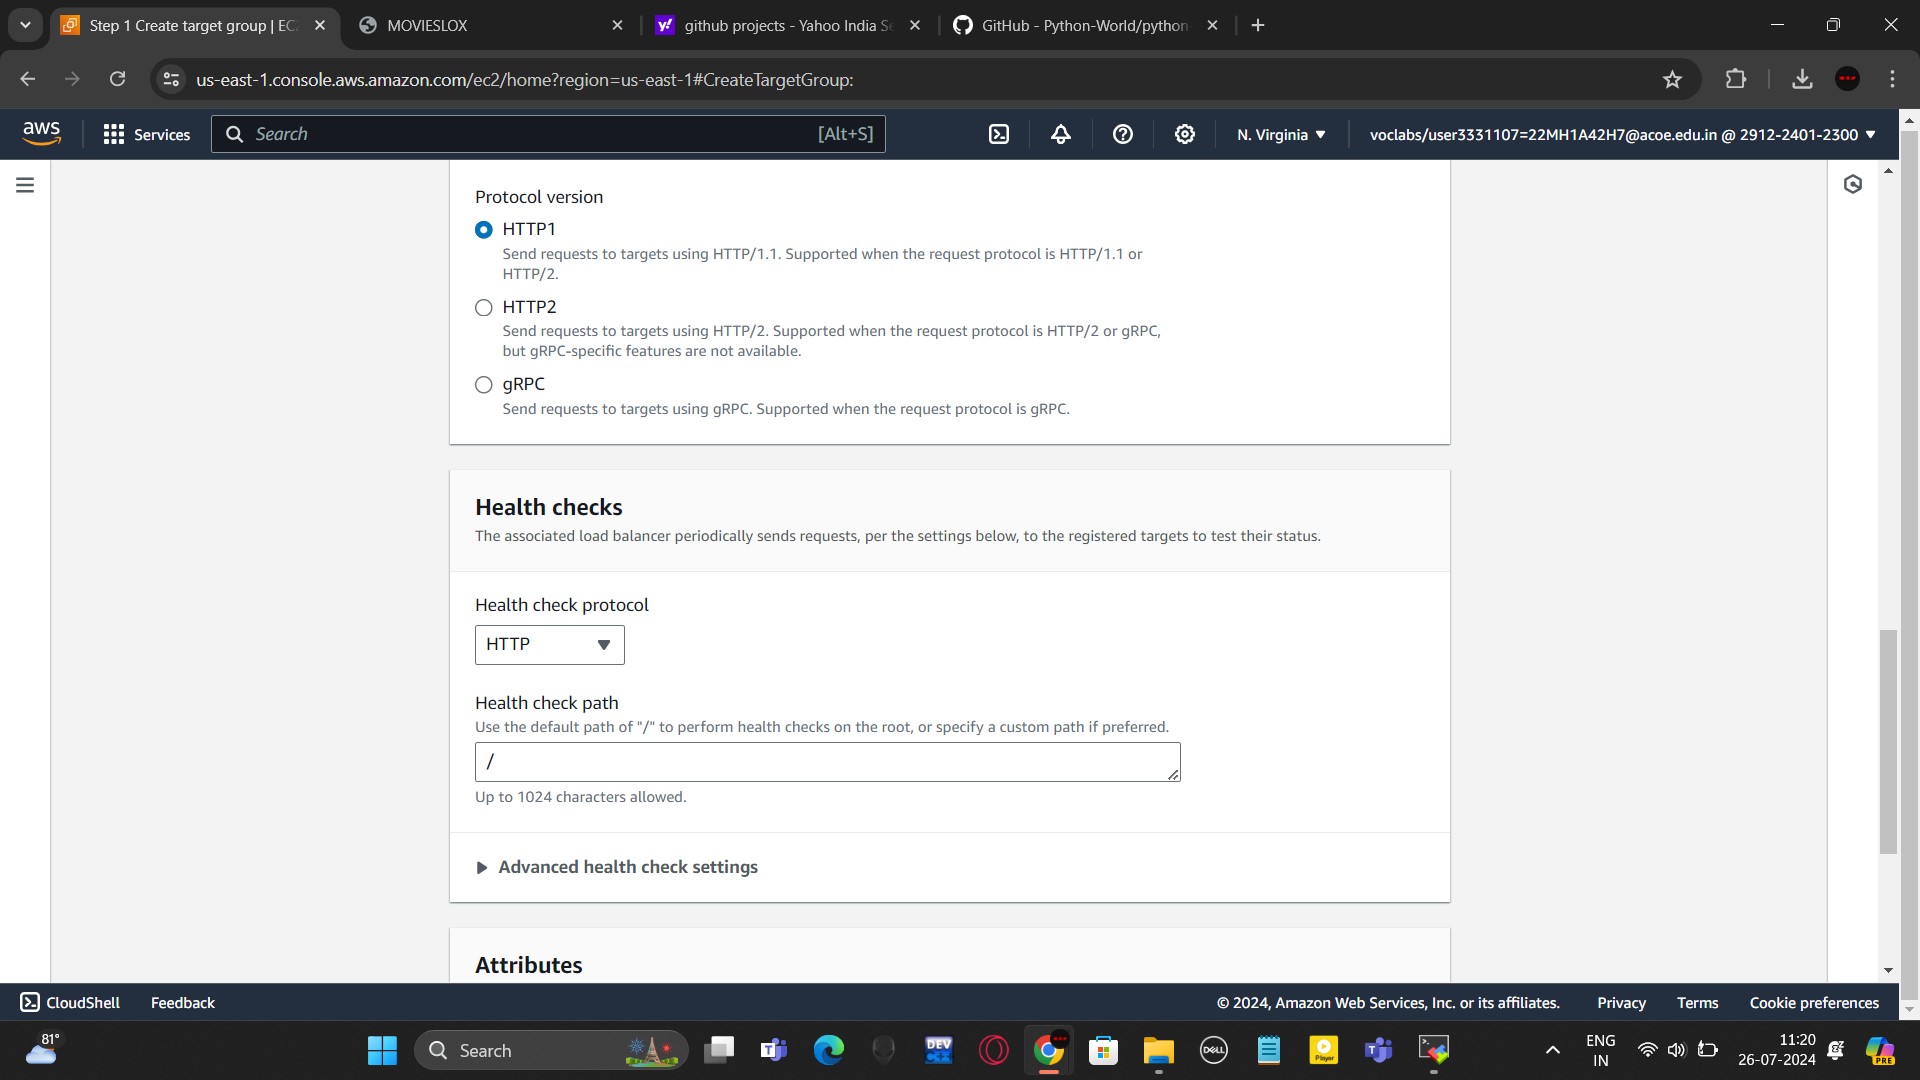 Step 1 Create target group | EC
MOVIESLOX
github projects - Yahoo India Se
GitHub - Python-World/python
us-east-1.console.aws.amazon.com/ec2/home?region=us-east-1#CreateTargetGroup:
aws
Services
Search
[Alt+S]
N. Virginia
voclabs/user3331107=22MH1A42H7@acoe.edu.in @ 2912-2401-2300
Protocol version
HTTP1
Send requests to targets using HTTP/1.1. Supported when the request protocol is HTTP/1.1 or
HTTP/2.
HTTP2
Send requests to targets using HTTP/2. Supported when the request protocol is HTTP/2 or gRPC,
but gRPC-specific features are not available.
gRPC
Send requests to targets using gRPC. Supported when the request protocol is gRPC.
Health checks
The associated load balancer periodically sends requests, per the settings below, to the registered targets to test their status.
Health check protocol
HTTP
Health check path
Use the default path of "/" to perform health checks on the root, or specify a custom path if preferred.
/
Up to 1024 characters allowed.
Advanced health check settings
Attributes
CloudShell
Feedback
© 2024, Amazon Web Services, Inc. or its affiliates.
Privacy
Terms
Cookie preferences
81°
Search
DEV
C++
DELL
Player
ENG
IN
11:20
26-07-2024
PRE